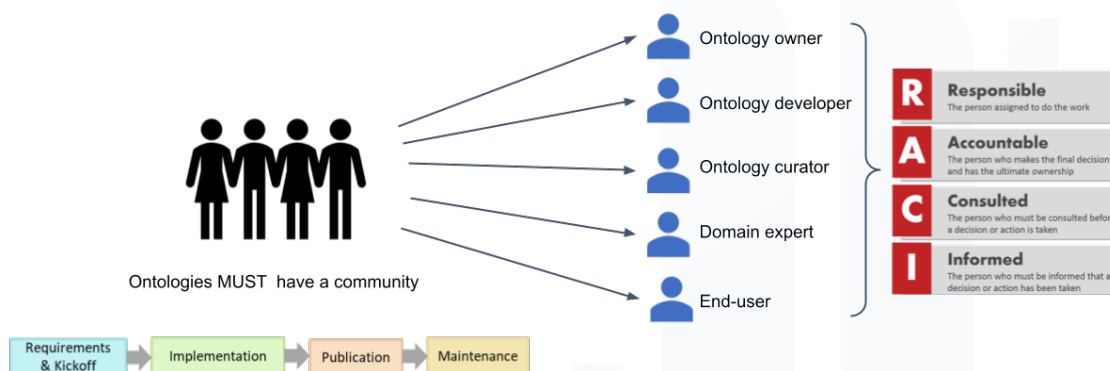 Ontology owner
Ontology developer
Ontology curator
Domain expert
End-user
Ontologies MUST have a community
R
Responsible
The person assigned to do the work
A
Accountable
The person who makes the final decision
and has the ultimate ownership
C
Consulted
The person who must be consulted befor
a decision or action is taken
I
Informed
The person who must be informed that a
decision or action has been taken
Requirements
& Kickoff
Implementation
Publication
Maintenance